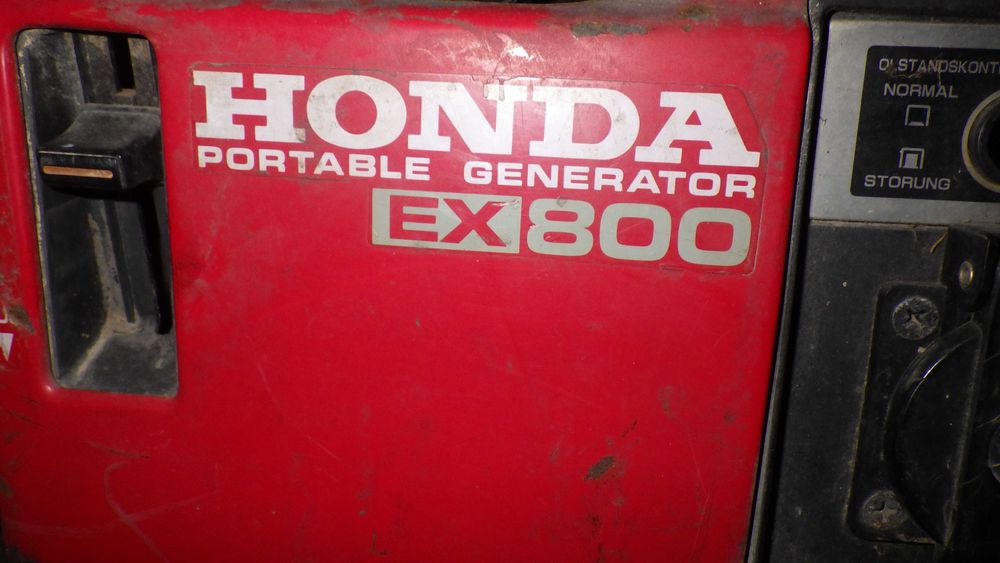 HONDA
PORTABLE GENERATOR
EX800
NORMAL
STORUNG